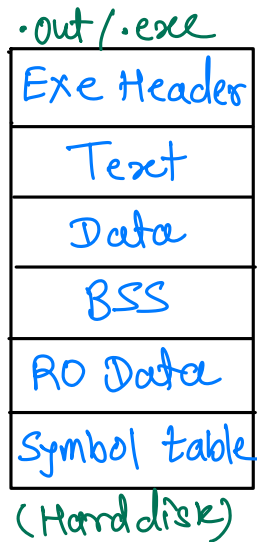 .out/.exe
Exe Header
Text
Data
BSS
RO Data
Symbol table
(Harddisk)